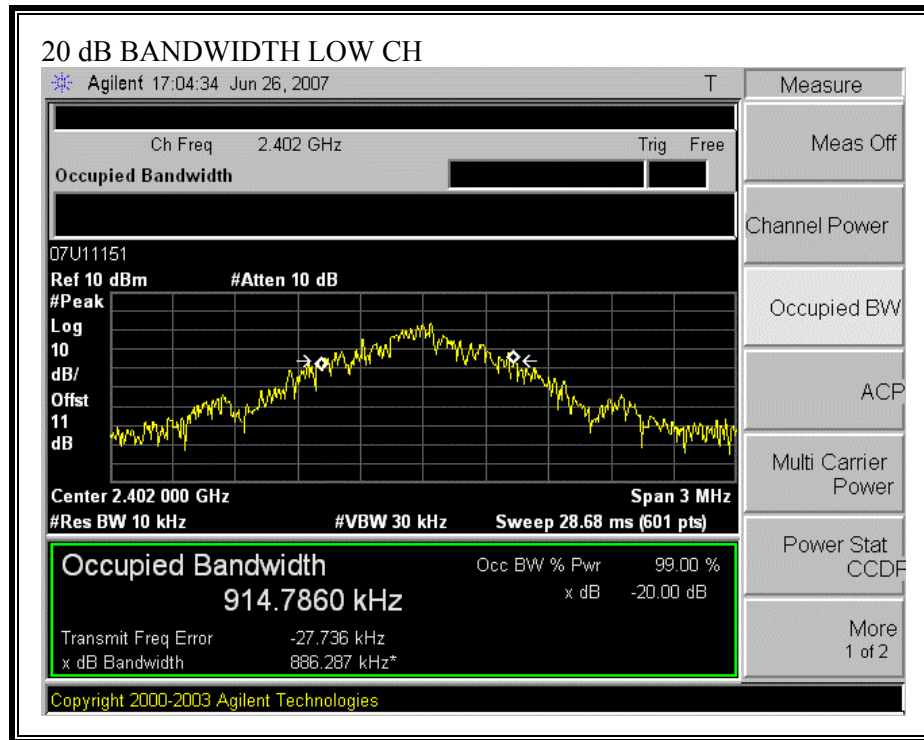 20 dB BANDWIDTH LOW CH
Agilent 17:04:34 Jun 26, 2007 T
Measure
Ch Freq 2.402 GHz Trig Free
Occupied Bandwidth
Meas Off
Channel Power
07U11151
Ref 10 dBm #Atten 10 dB
#Peak
Log
10
dB/
Offst
11
dB
Occupied BW
ACP
Center 2.402 000 GHz Span 3 MHz
#Res BW 10 kHz #VBW 30 kHz Sweep 28.68 ms (601 pts)
Multi Carrier
Power
Occupied Bandwidth Occ BW % Pwr 99.00 %
914.7860 kHz x dB -20.00 dB
Transmit Freq Error -27.736 kHz
x dB Bandwidth 886.287 kHz*
Power Stat
CCDF
More
1 of 2
Copyright 2000-2003 Agilent Technologies